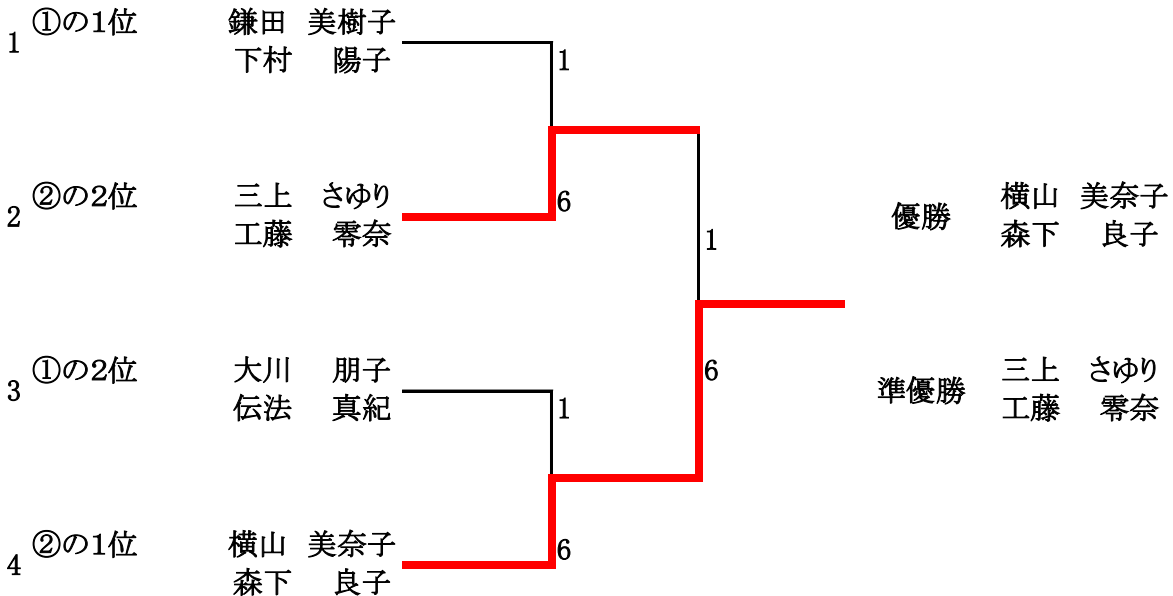 1 ①の1位 鎌田 美樹子
下村 陽子
1
2 ②の2位 三上 さゆり
工藤 零奈
6
1
優勝 横山 美奈子
森下 良子
3 ①の2位 大川 朋子
伝法 真紀
1
6
準優勝 三上 さゆり
工藤 零奈
4 ②の1位 横山 美奈子
森下 良子
6